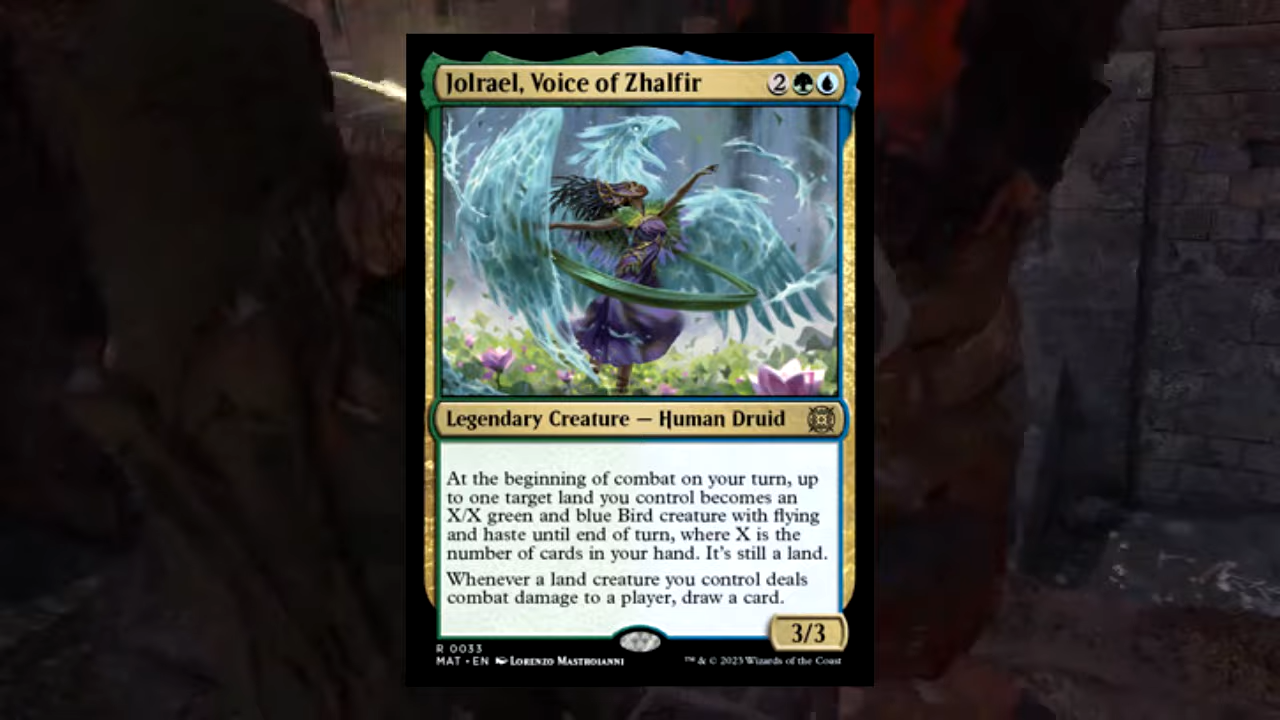 Jolrael, Voice of Zhalfir 2
Legendary Creature — Human Druid
At the beginning of combat on your turn, up
to one target land you control becomes an
X/X green and blue Bird creature with flying
and haste until end of turn, where X is the
number of cards in your hand. It's still a land.
Whenever a land creature you control deals
combat damage to a player, draw a card.
3/3
R 0033
MAT • EN Lorenzo Mastroianni
™ & © 2023 Wizards of the Coast